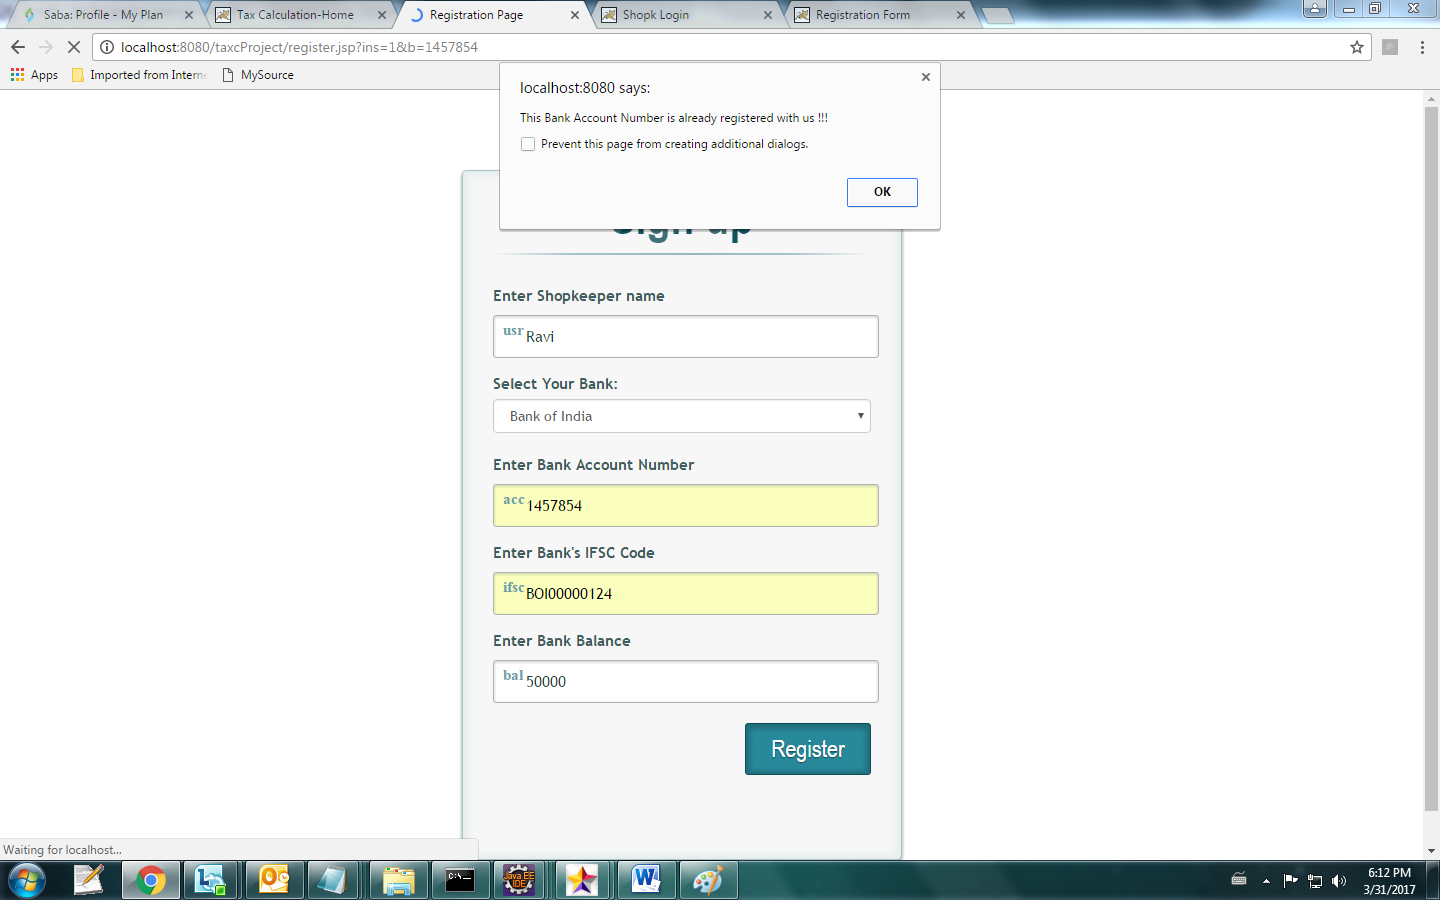 Saba: Profile - My Plan
Tax Calculation-Home
Registration Page
Shopk Login
Registration Form
localhost:8080/taxcProject/register.jsp?ins=1&b=1457854
Apps
Imported from Intern
MySource
localhost:8080 says:
This Bank Account Number is already registered with us !!!
Prevent this page from creating additional dialogs.
OK
Sign up
Enter Shopkeeper name
usr Ravi
Select Your Bank:
Bank of India
Enter Bank Account Number
acc 1457854
Enter Bank's IFSC Code
ifsc BOI00000124
Enter Bank Balance
bal 50000
Register
Waiting for localhost...
C:\
Java EE
IDE
W
6:12 PM
3/31/2017